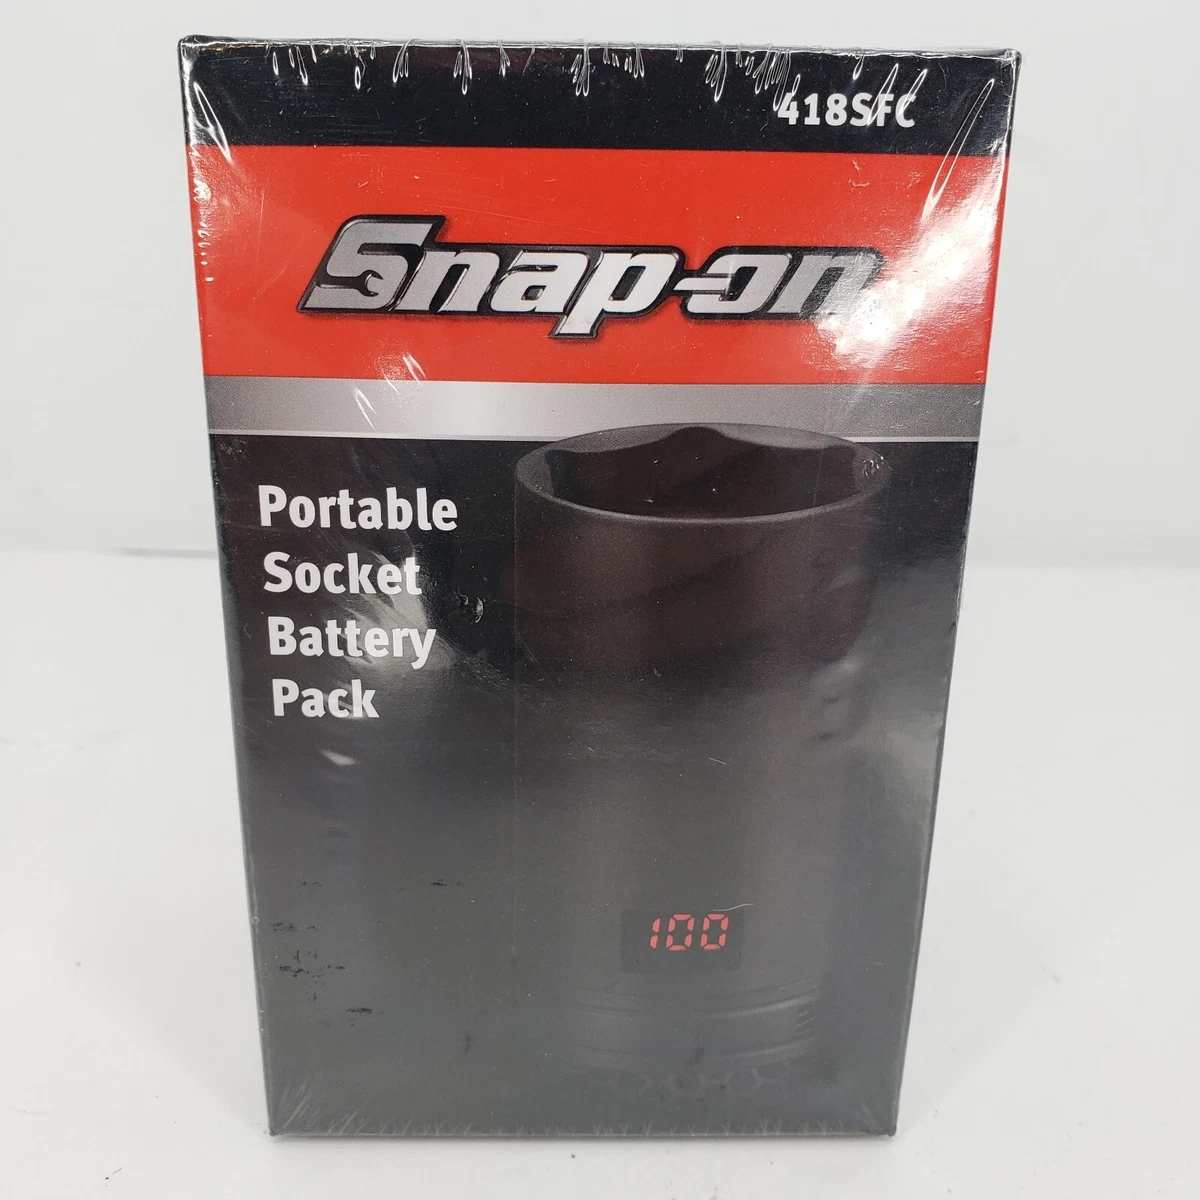 418SFC
Snap-on
Portable
Socket
Battery
Pack
100